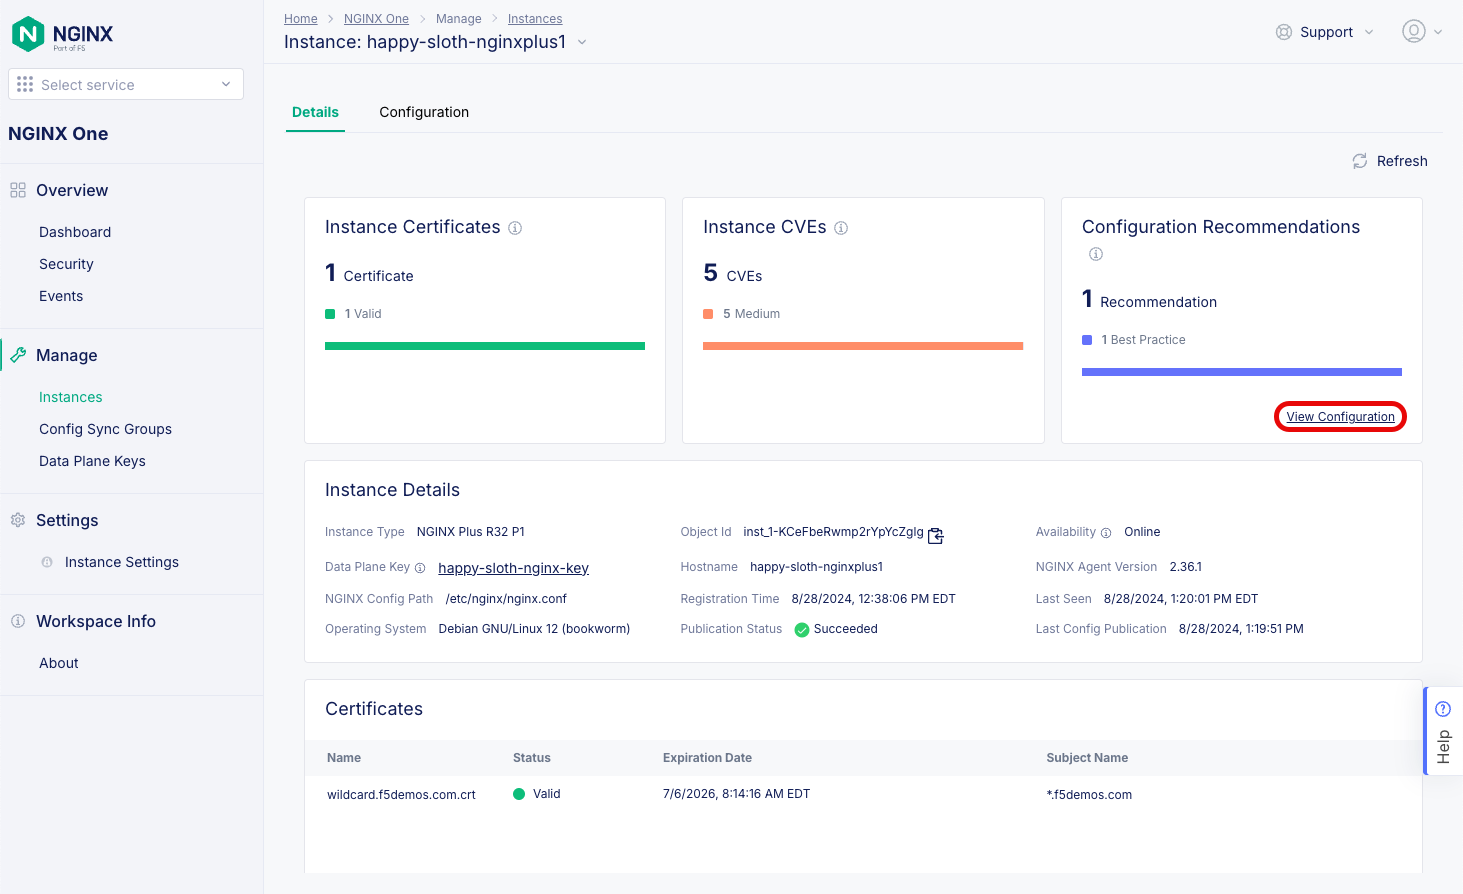 NGINX
Part of F5
Select service
NGINX One
Overview
Dashboard
Security
Events
Manage
Instances
Config Sync Groups
Data Plane Keys
Settings
Instance Settings
Workspace Info
About
Home > NGINX One > Manage > Instances
Instance: happy-sloth-nginxplus1
Support
Details Configuration
Refresh
Instance Certificates
1 Certificate
1 Valid
Instance CVEs
5 CVEs
5 Medium
Configuration Recommendations
1 Recommendation
1 Best Practice
View Configuration
Instance Details
Instance Type NGINX Plus R32 P1 Object Id inst_1-KCeFbeRwmp2rYpYcZglg Availability Online
Data Plane Key happy-sloth-nginx-key Hostname happy-sloth-nginxplus1 NGINX Agent Version 2.36.1
NGINX Config Path /etc/nginx/nginx.conf Registration Time 8/28/2024, 12:38:06 PM EDT Last Seen 8/28/2024, 1:20:01 PM EDT
Operating System Debian GNU/Linux 12 (bookworm) Publication Status Succeeded Last Config Publication 8/28/2024, 1:19:51 PM
Certificates
Name Status Expiration Date Subject Name
wildcard.f5demos.com.crt Valid 7/6/2026, 8:14:16 AM EDT *.f5demos.com
Help